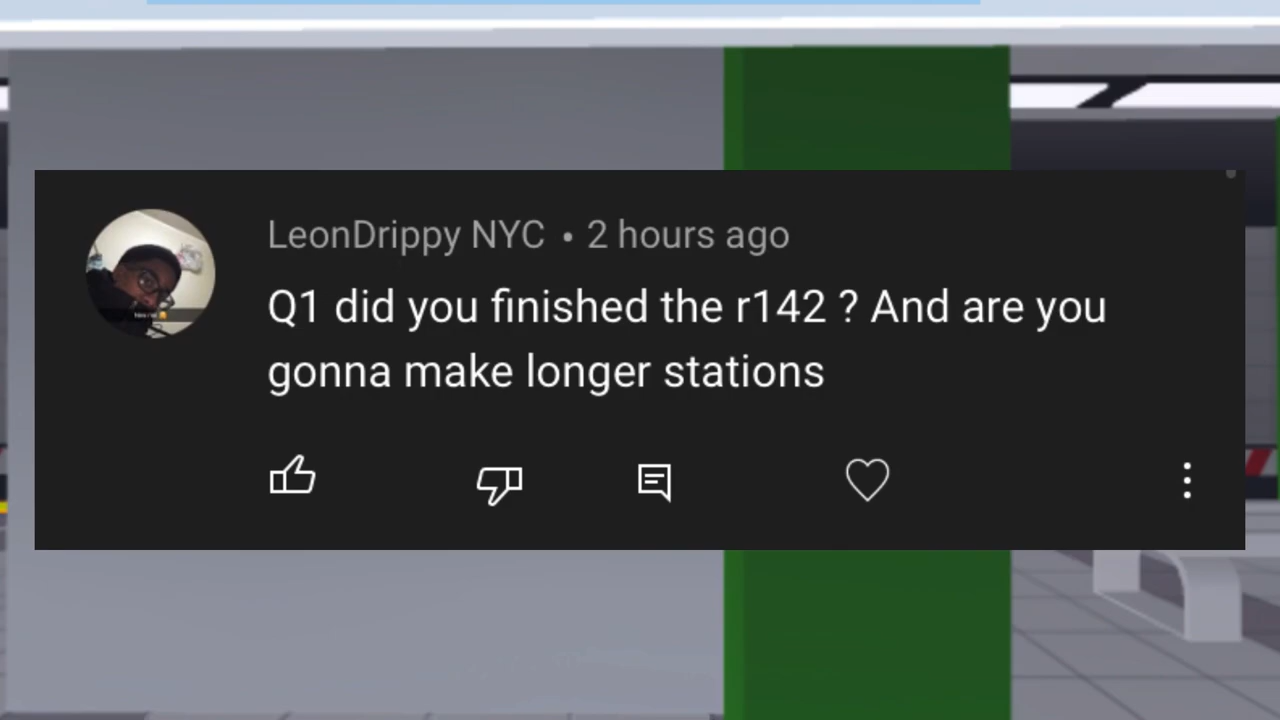 LeonDrippy NYC • 2 hours ago
Q1 did you finished the r142 ? And are you
gonna make longer stations